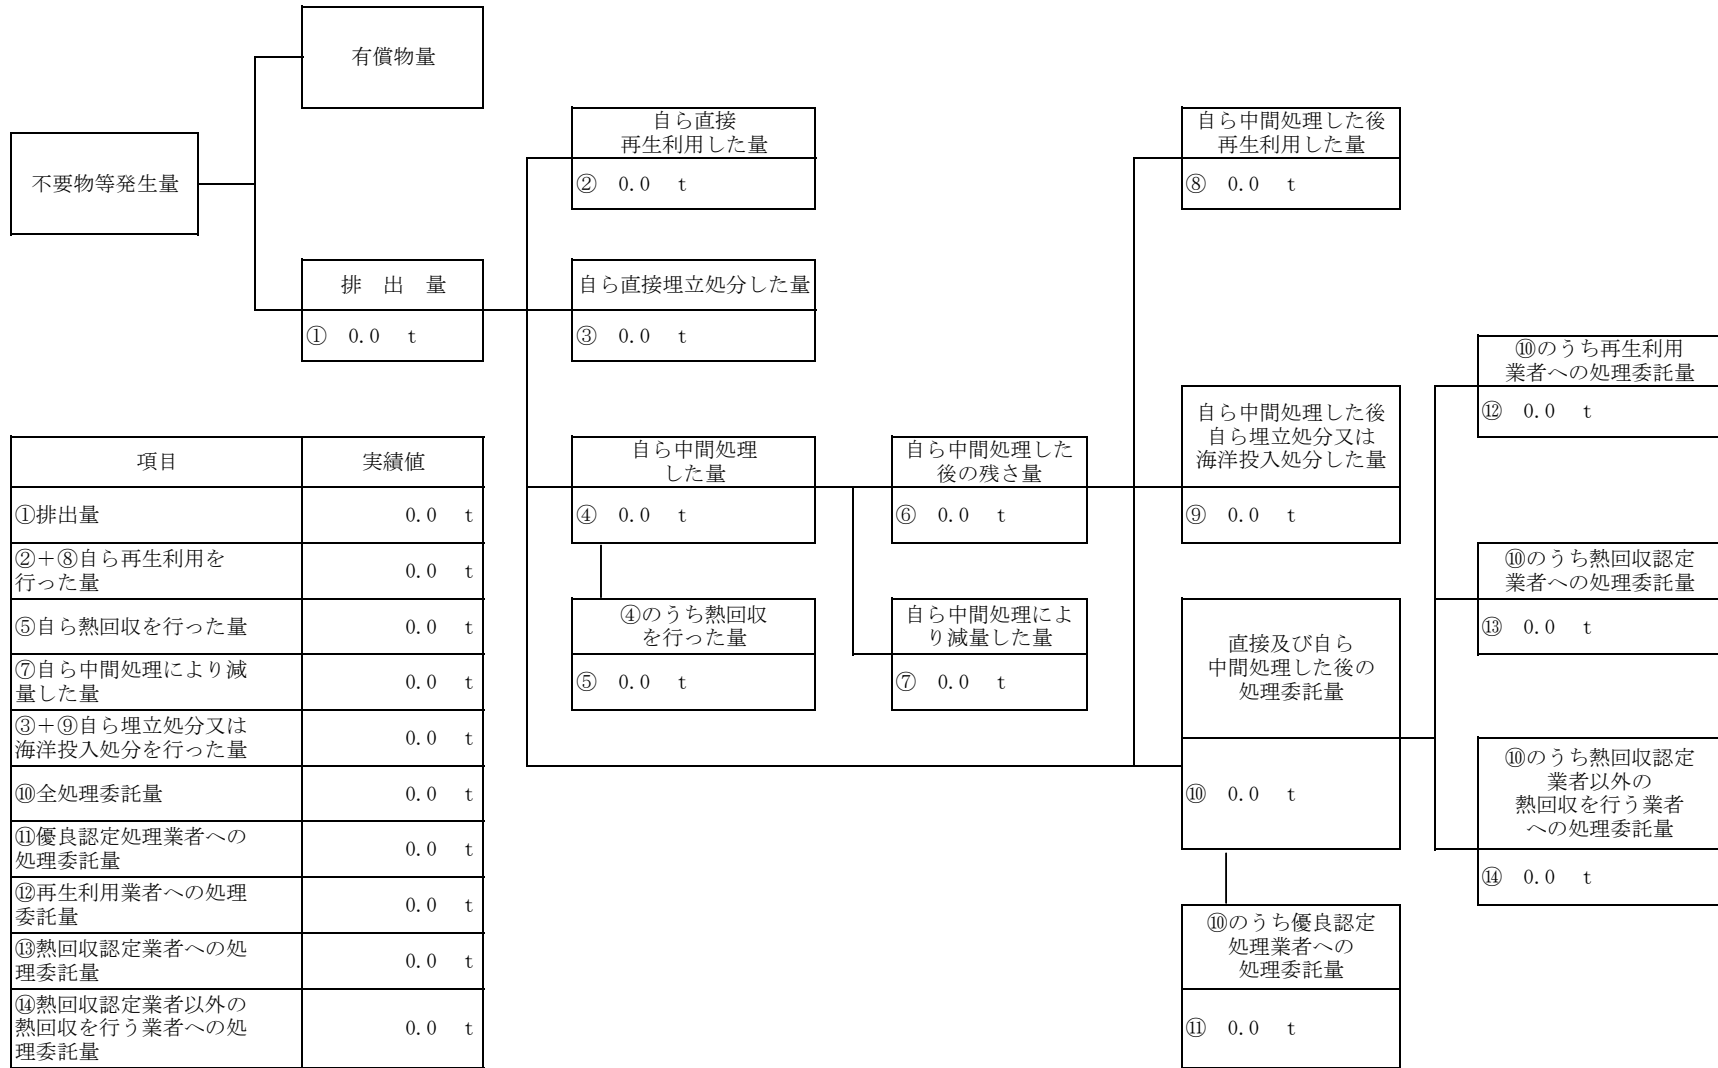 有償物量
不要物等発生量
排　出　量
① 0.0 t
自ら直接
再生利用した量
② 0.0 t
自ら直接埋立処分した量
③ 0.0 t
自ら中間処理
した量
④ 0.0 t
④のうち熱回収
を行った量
⑤ 0.0 t
自ら中間処理した
後の残さ量
⑥ 0.0 t
自ら中間処理によ
り減量した量
⑦ 0.0 t
自ら中間処理した後
再生利用した量
⑧ 0.0 t
自ら中間処理した後
自ら埋立処分又は
海洋投入処分した量
⑨ 0.0 t
直接及び自ら
中間処理した後の
処理委託量
⑩ 0.0 t
⑩のうち優良認定
処理業者への
処理委託量
⑪ 0.0 t
⑩のうち再生利用
業者への処理委託量
⑫ 0.0 t
⑩のうち熱回収認定
業者への処理委託量
⑬ 0.0 t
⑩のうち熱回収認定
業者以外の
熱回収を行う業者
への処理委託量
⑭ 0.0 t
項目 実績値
①排出量 0.0 t
②＋⑧自ら再生利用を
行った量 0.0 t
⑤自ら熱回収を行った量 0.0 t
⑦自ら中間処理により減
量した量 0.0 t
③＋⑨自ら埋立処分又は
海洋投入処分を行った量 0.0 t
⑩全処理委託量 0.0 t
⑪優良認定処理業者への
処理委託量 0.0 t
⑫再生利用業者への処理
委託量 0.0 t
⑬熱回収認定業者への処
理委託量 0.0 t
⑭熱回収認定業者以外の
熱回収を行う業者への処 0.0 t
理委託量